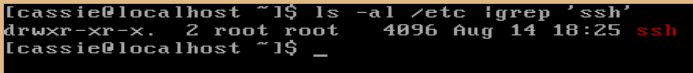 [cassie@localhost ~]$ ls -al /etc |grep 'ssh'
drwxr-xr-x.  2 root root   4096 Aug 14 18:25 ssh
[cassie@localhost ~]$ _